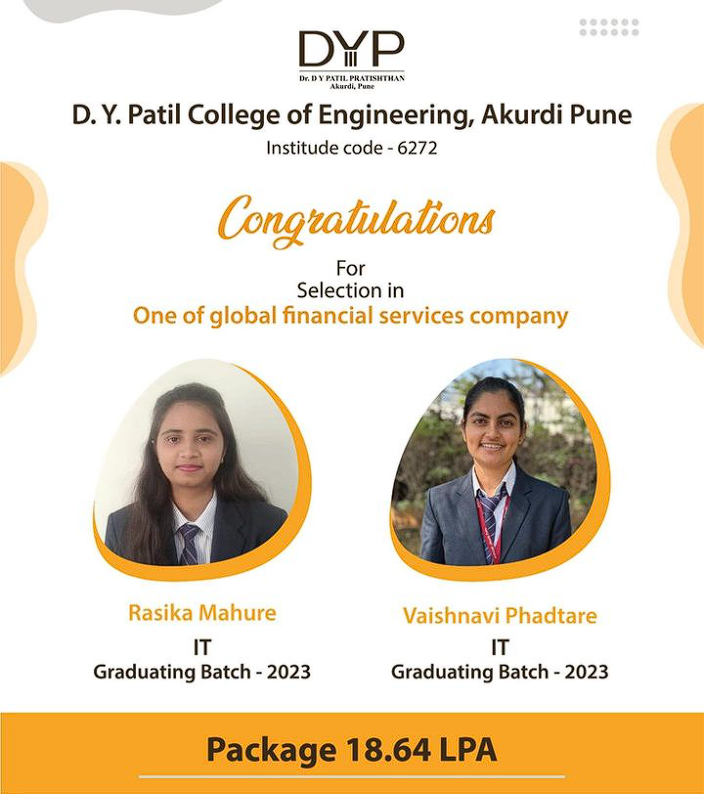 DYP
Dr. D Y PATIL PRATISHTHAN
Akurdi, Pune
D. Y. Patil College of Engineering, Akurdi Pune
Institude code - 6272
Congratulations
For
Selection in
One of global financial services company
Rasika Mahure
IT
Graduating Batch - 2023
Vaishnavi Phadtare
IT
Graduating Batch - 2023
Package 18.64 LPA